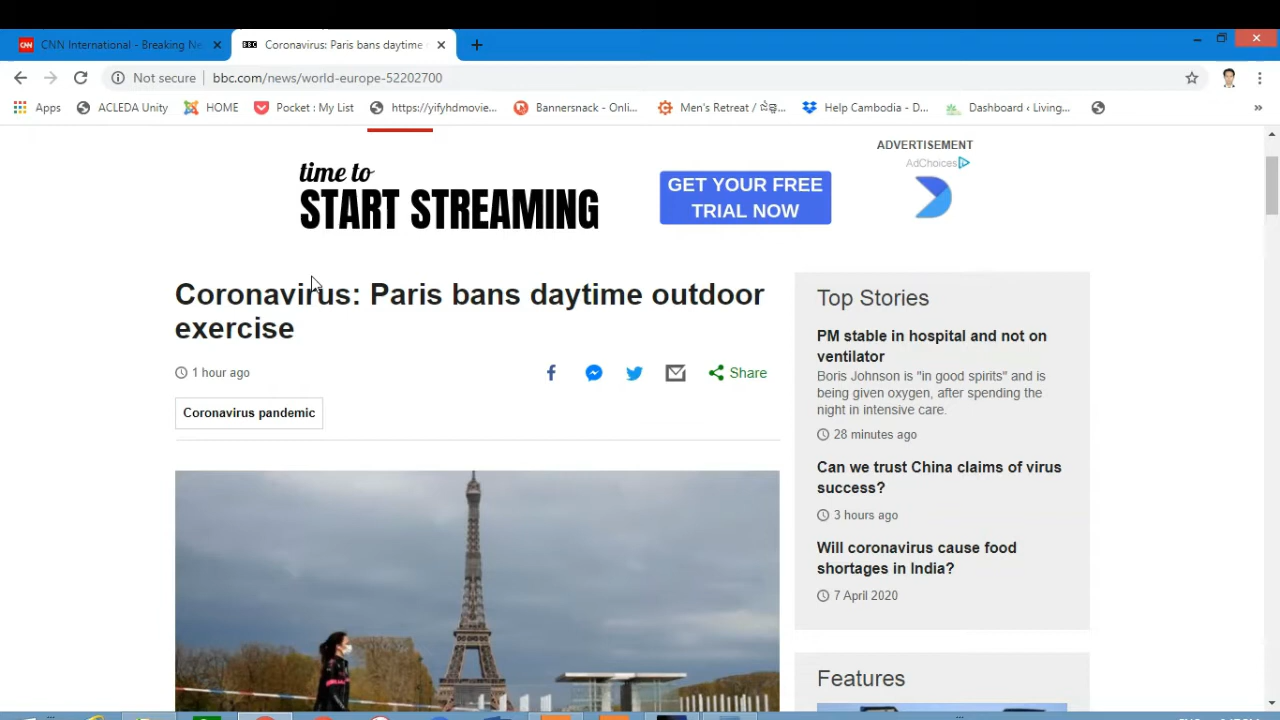 CNN International - Breaking Ne
Coronavirus: Paris bans daytime
Not secure bbc.com/news/world-europe-52202700
Apps ACLEDA Unity HOME Pocket : My List https://yifyhdmovie... Bannersnack - Onli... Men's Retreat / Help Cambodia - D... Dashboard ‹ Living... »
time to
START STREAMING
GET YOUR FREE
TRIAL NOW
ADVERTISEMENT
AdChoices
Coronavirus: Paris bans daytime outdoor
exercise
1 hour ago
Share
Coronavirus pandemic
Top Stories
PM stable in hospital and not on
ventilator
Boris Johnson is "in good spirits" and is
being given oxygen, after spending the
night in intensive care.
28 minutes ago
Can we trust China claims of virus
success?
3 hours ago
Will coronavirus cause food
shortages in India?
7 April 2020
Features